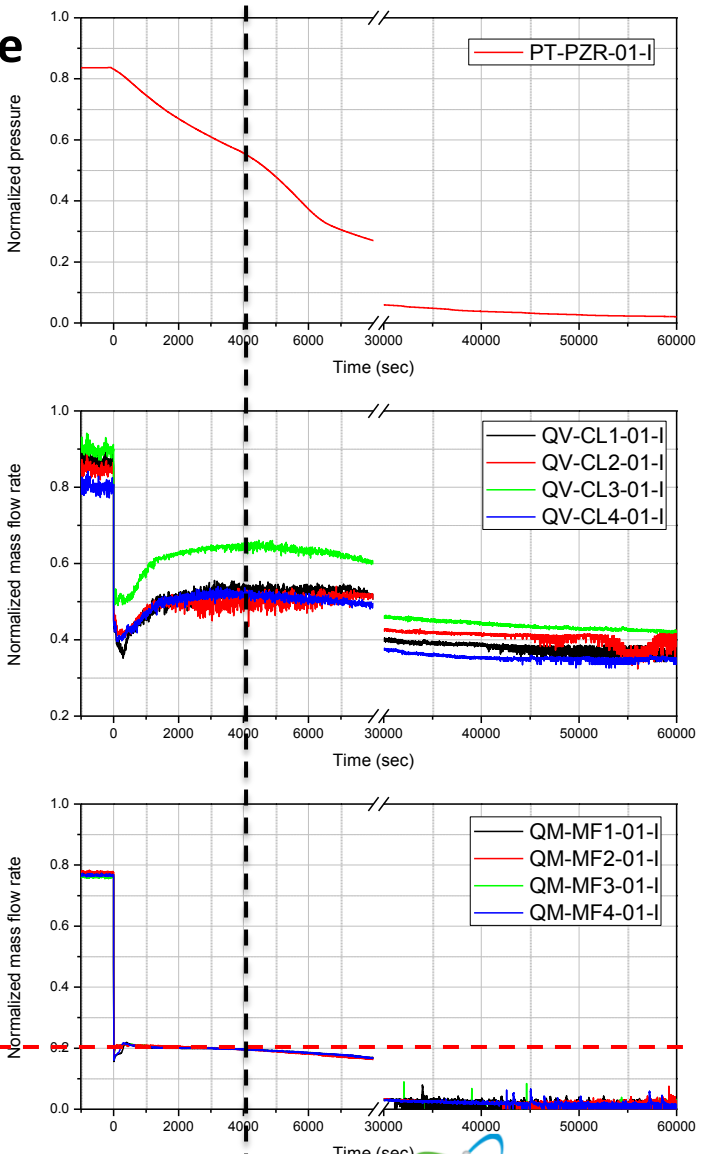 e
1.0
0.8
0.6
0.4
0.2
0.0
Normalized pressure
PT-PZR-01-I
0 2000 4000 6000 30000 40000 50000 60000
Time (sec)
1.0
0.8
0.6
0.4
0.2
Normalized mass flow rate
QV-CL1-01-I
QV-CL2-01-I
QV-CL3-01-I
QV-CL4-01-I
0 2000 4000 6000 30000 40000 50000 60000
Time (sec)
1.0
0.8
0.6
0.4
0.2
0.0
Normalized mass flow rate
QM-MF1-01-I
QM-MF2-01-I
QM-MF3-01-I
QM-MF4-01-I
0 2000 4000 6000 30000 40000 50000 60000
Time (sec)